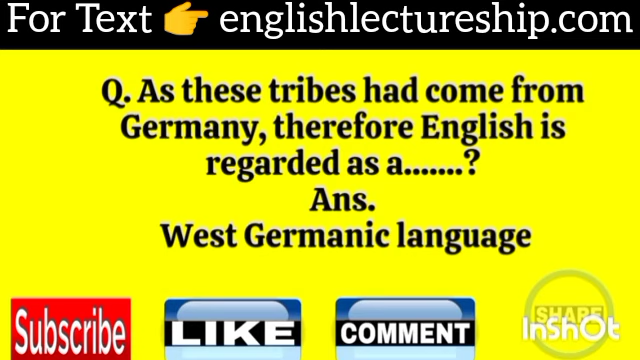 For Text 👉 englishlectureship.com
Q. As these tribes had come from
Germany, therefore English is
regarded as a.......?
Ans.
West Germanic language
Subscribe
LIKE
COMMENT
SHARE
InShOt